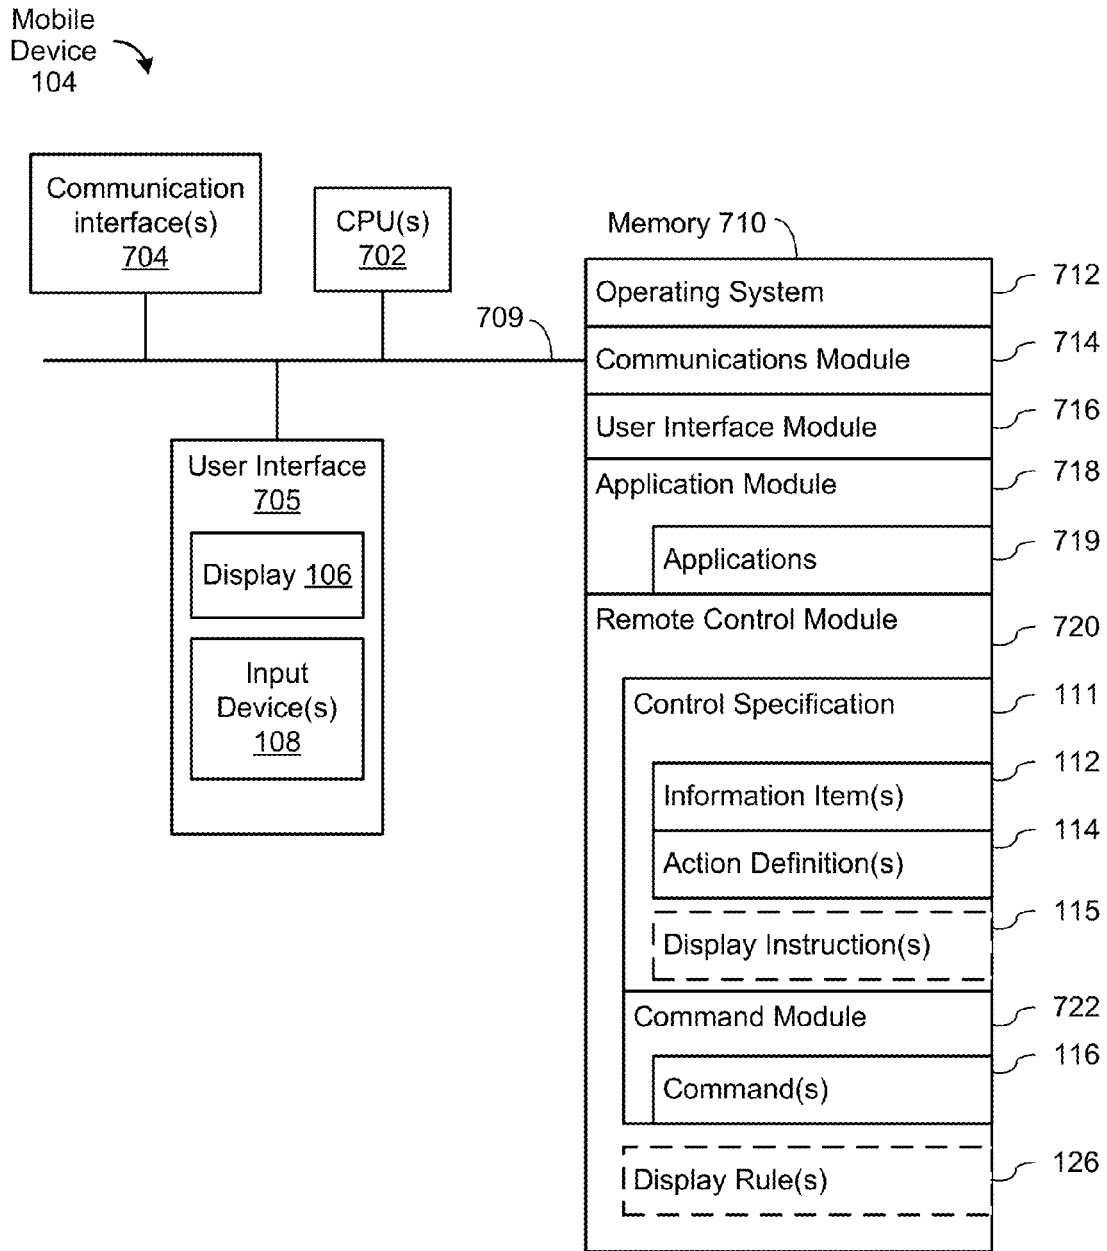 Mobile
Device
104
Communication
interface(s)
704
CPU(s)
702
709
User Interface
705
Display 106
Input
Device(s)
108
Memory 710
Operating System
712
Communications Module
714
User Interface Module
716
Application Module
718
Applications
719
Remote Control Module
720
Control Specification
111
Information Item(s)
112
Action Definition(s)
114
Display Instruction(s)
115
Command Module
722
Command(s)
116
Display Rule(s)
126